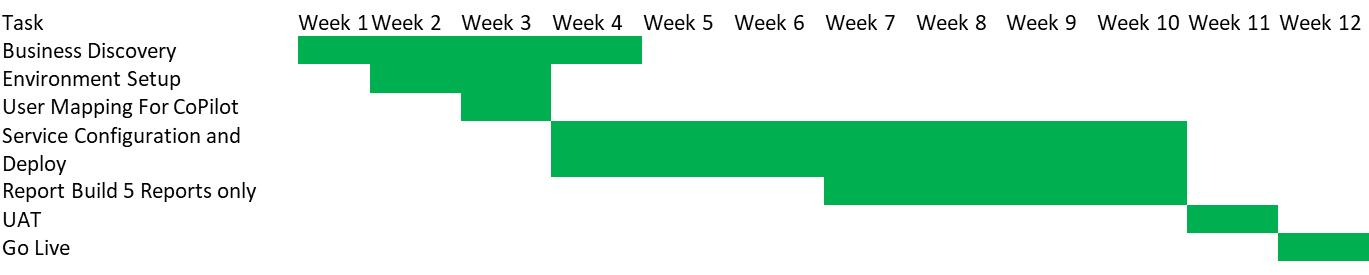 Task Week 1 Week 2 Week 3 Week 4 Week 5 Week 6 Week 7 Week 8 Week 9 Week 10 Week 11 Week 12
Business Discovery
Environment Setup
User Mapping For CoPilot
Service Configuration and
Deploy
Report Build 5 Reports only
UAT
Go Live